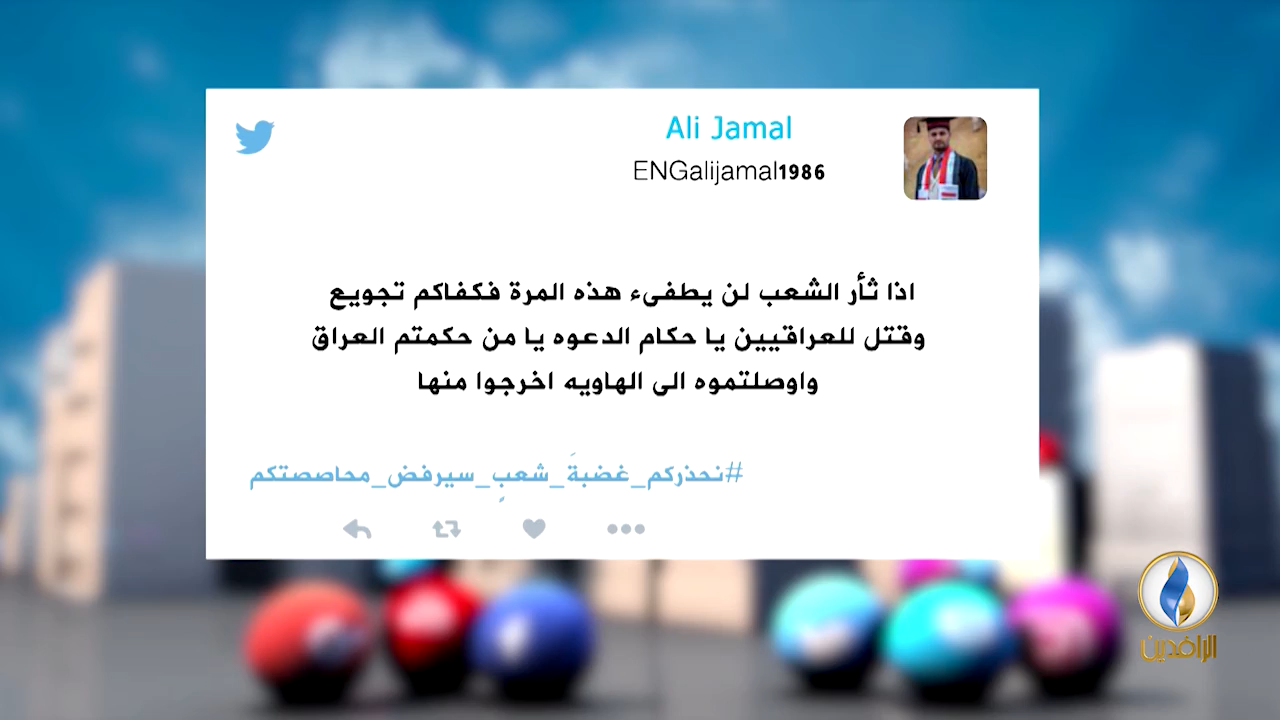 Ali Jamal
ENGalijamal1986
اذا ثأر الشعب لن يطفىء هذه المرة فكفاكم تجويع
وقتل للعراقيين يا حكام الدعوه يا من حكمتم العراق
واوصلتموه الى الهاويه اخرجوا منها
#نحذركم_غضبةَ_شعبٍ_سيرفض_محاصصتكم
الرافدين